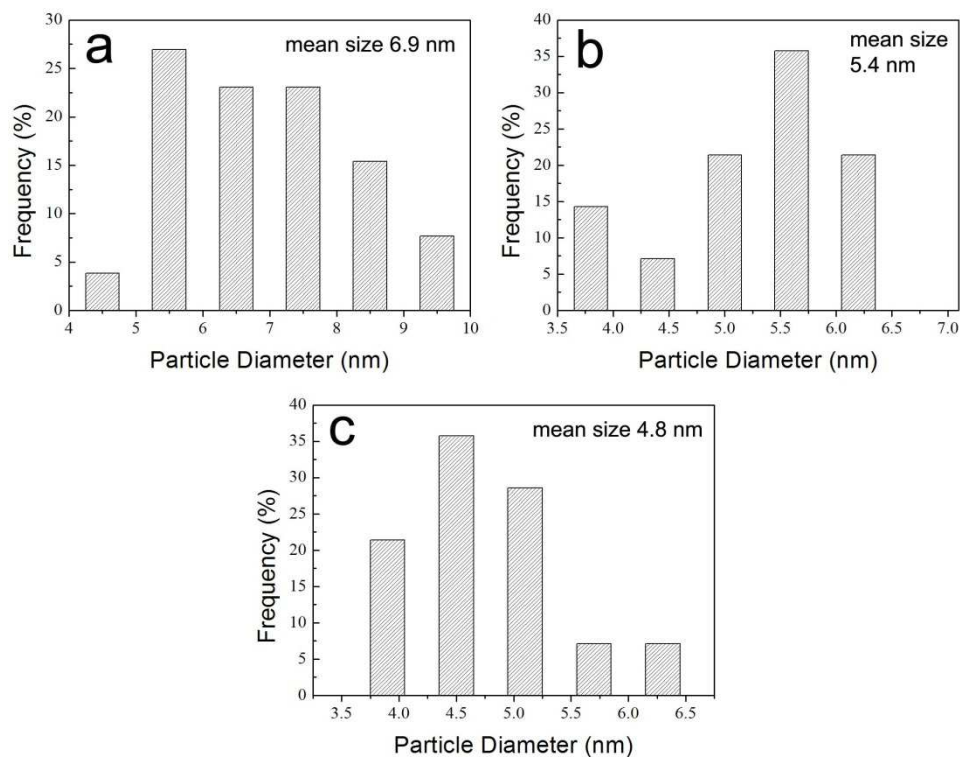 a
mean size 6.9 nm
30
25
20
15
10
5
0
Frequency (%)
4 5 6 7 8 9 10
Particle Diameter (nm)
b
mean size
5.4 nm
40
35
30
25
20
15
10
5
0
Frequency (%)
3.5 4.0 4.5 5.0 5.5 6.0 6.5 7.0
Particle Diameter (nm)
c
mean size 4.8 nm
40
35
30
25
20
15
10
5
0
Frequency (%)
3.5 4.0 4.5 5.0 5.5 6.0 6.5
Particle Diameter (nm)